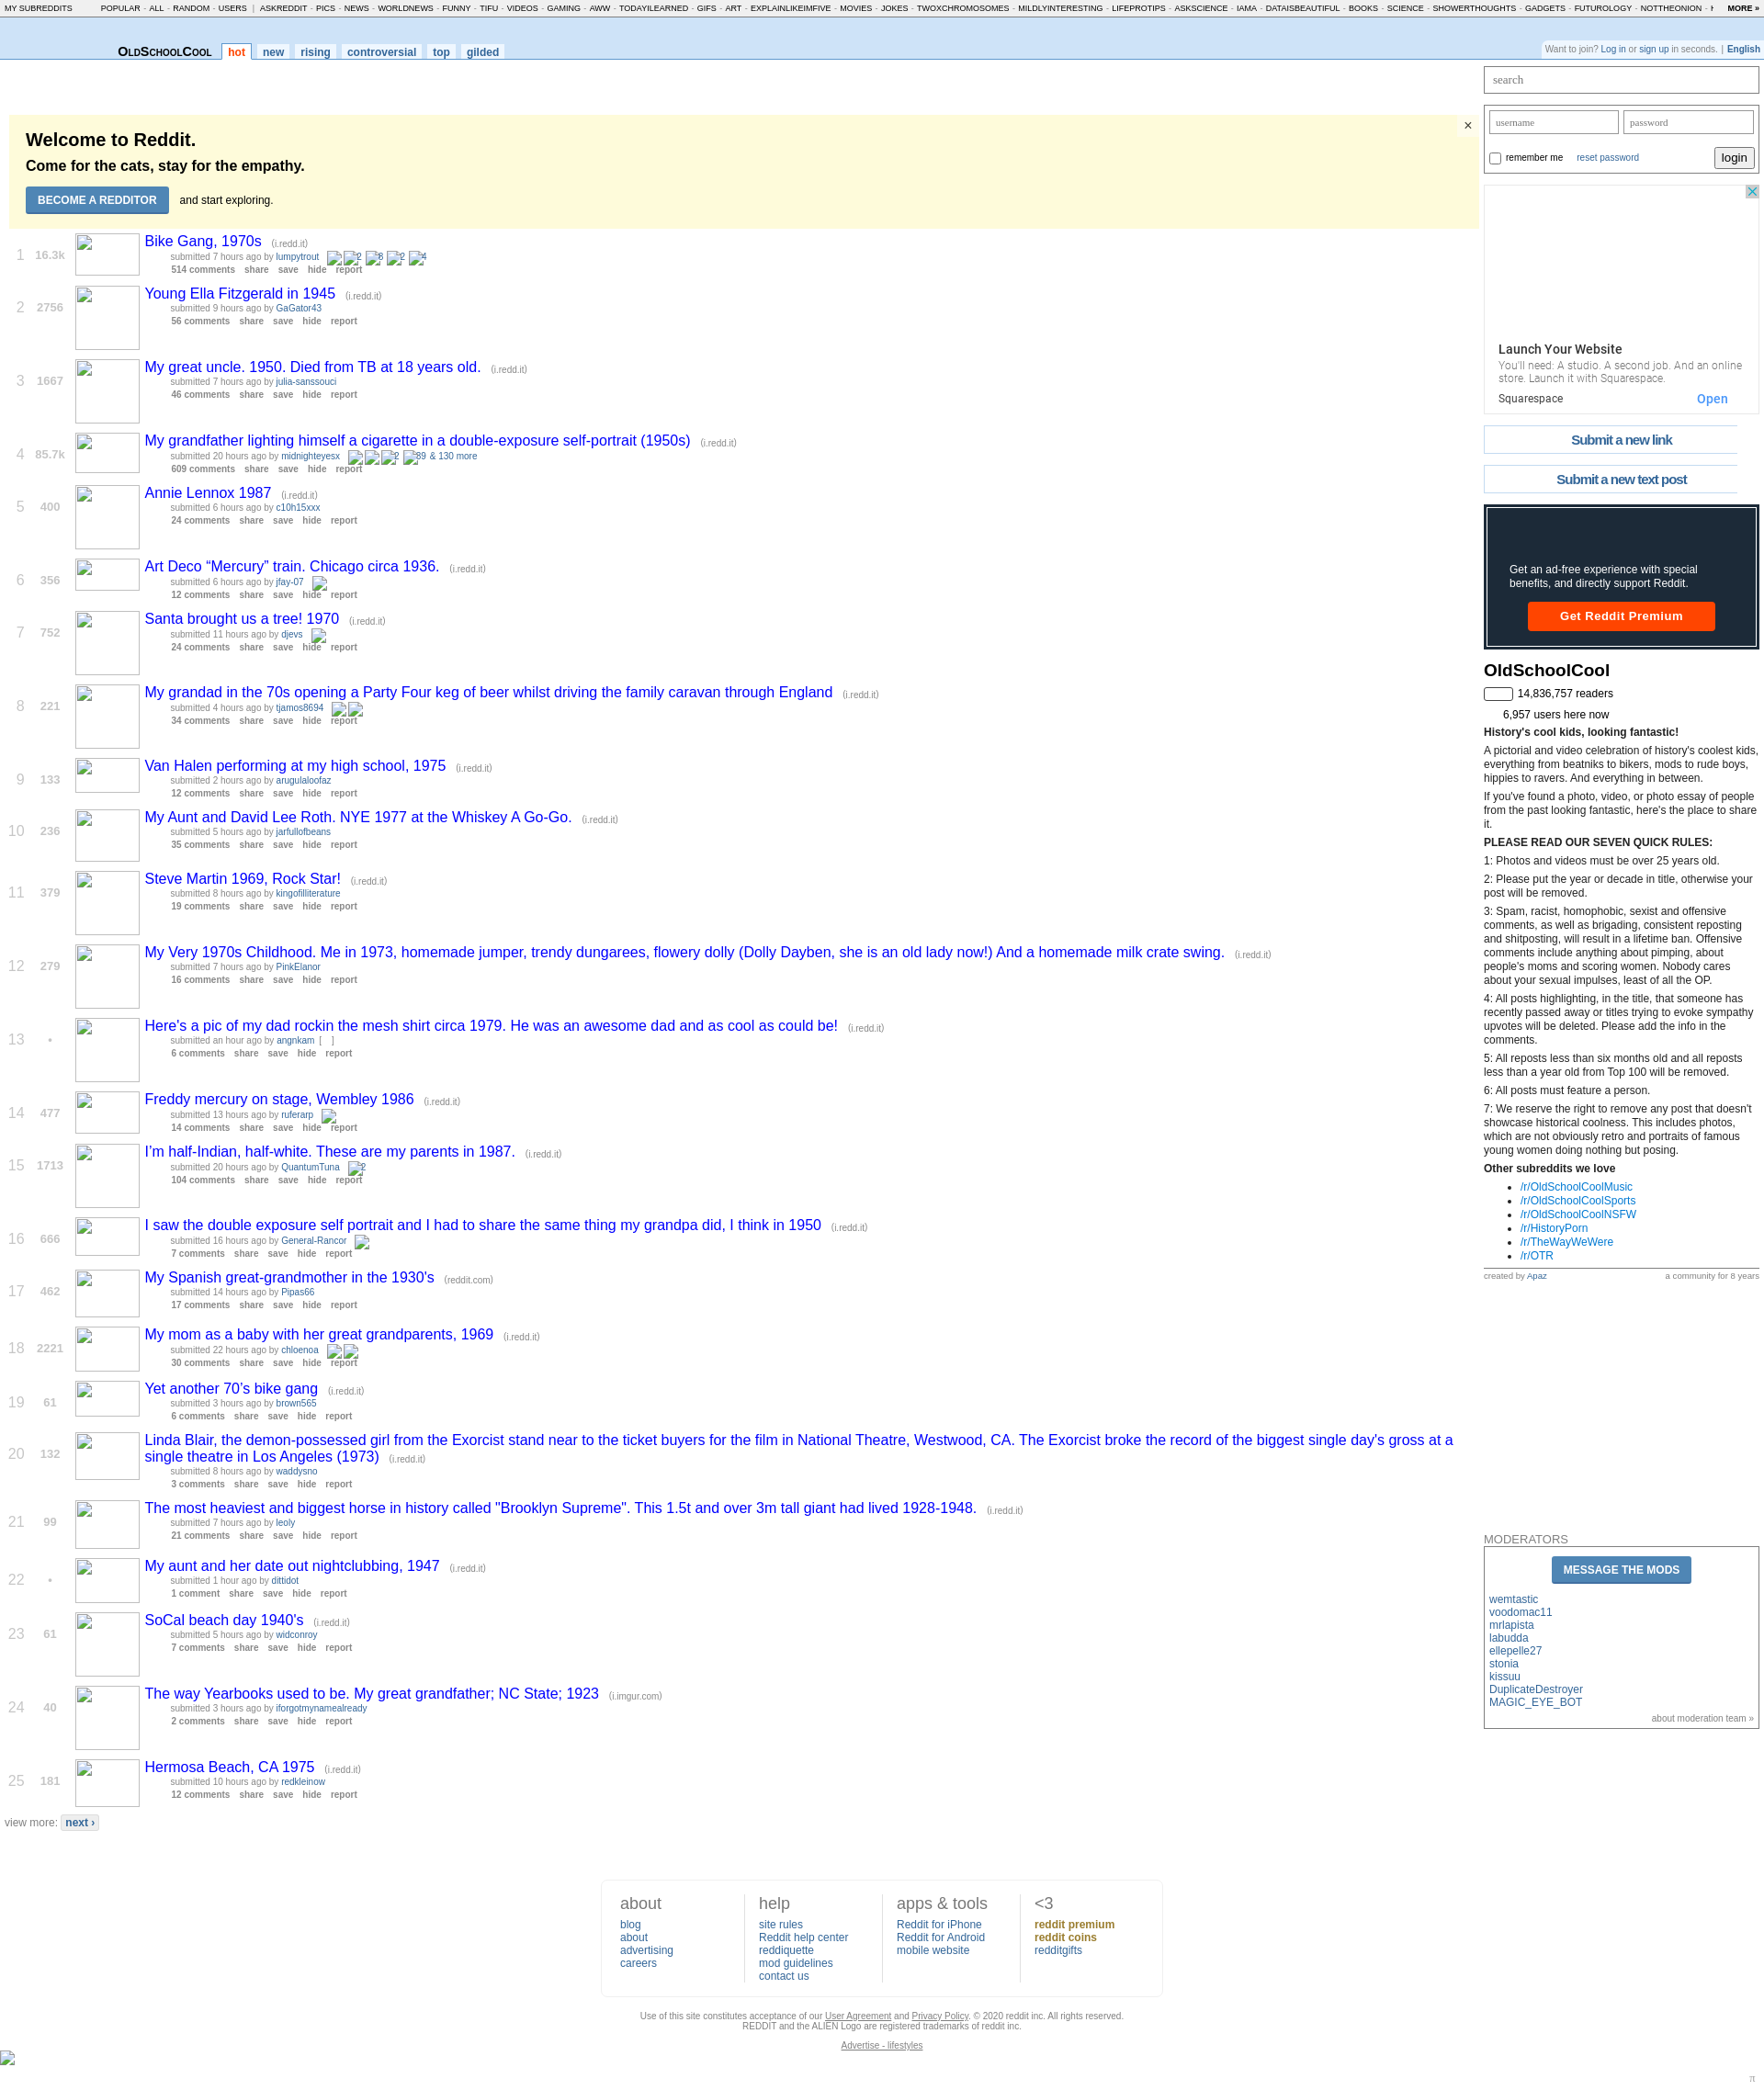 MY SUBREDDITS POPULAR - ALL - RANDOM - USERS | ASKREDDIT - PICS - NEWS - WORLDNEWS - FUNNY - TIFU - VIDEOS - GAMING - AWW - TODAYILEARNED - GIFS - ART - EXPLAINLIKEIMFIVE - MOVIES - JOKES - TWOXCHROMOSOMES - MILDLYINTERESTING - LIFEPROTIPS - ASKSCIENCE - IAMA - DATAISBEAUTIFUL - BOOKS - SCIENCE - SHOWERTHOUGHTS - GADGETS - FUTUROLOGY - NOTTHEONION - MORE »
OldSchoolCool hot new rising controversial top gilded
Want to join? Log in or sign up in seconds. | English
Welcome to Reddit.
Come for the cats, stay for the empathy.
BECOME A REDDITOR and start exploring.
×
1 16.3k Bike Gang, 1970s (i.redd.it)
submitted 7 hours ago by lumpytrout 2 8 2 4
514 comments share save hide report
2 2756 Young Ella Fitzgerald in 1945 (i.redd.it)
submitted 9 hours ago by GaGator43
56 comments share save hide report
3 1667 My great uncle. 1950. Died from TB at 18 years old. (i.redd.it)
submitted 7 hours ago by julia-sanssouci
46 comments share save hide report
4 85.7k My grandfather lighting himself a cigarette in a double-exposure self-portrait (1950s) (i.redd.it)
submitted 20 hours ago by midnighteyesx 2 89 & 130 more
609 comments share save hide report
5 400 Annie Lennox 1987 (i.redd.it)
submitted 6 hours ago by c10h15xxx
24 comments share save hide report
6 356 Art Deco “Mercury” train. Chicago circa 1936. (i.redd.it)
submitted 6 hours ago by jfay-07
12 comments share save hide report
7 752 Santa brought us a tree! 1970 (i.redd.it)
submitted 11 hours ago by djevs
24 comments share save hide report
8 221 My grandad in the 70s opening a Party Four keg of beer whilst driving the family caravan through England (i.redd.it)
submitted 4 hours ago by tjamos8694
34 comments share save hide report
9 133 Van Halen performing at my high school, 1975 (i.redd.it)
submitted 2 hours ago by arugulaloofaz
12 comments share save hide report
10 236 My Aunt and David Lee Roth. NYE 1977 at the Whiskey A Go-Go. (i.redd.it)
submitted 5 hours ago by jarfullofbeans
35 comments share save hide report
11 379 Steve Martin 1969, Rock Star! (i.redd.it)
submitted 8 hours ago by kingofilliterature
19 comments share save hide report
12 279 My Very 1970s Childhood. Me in 1973, homemade jumper, trendy dungarees, flowery dolly (Dolly Dayben, she is an old lady now!) And a homemade milk crate swing. (i.redd.it)
submitted 7 hours ago by PinkElanor
16 comments share save hide report
13 • Here's a pic of my dad rockin the mesh shirt circa 1979. He was an awesome dad and as cool as could be! (i.redd.it)
submitted an hour ago by angnkam [ ]
6 comments share save hide report
14 477 Freddy mercury on stage, Wembley 1986 (i.redd.it)
submitted 13 hours ago by ruferarp
14 comments share save hide report
15 1713 I’m half-Indian, half-white. These are my parents in 1987. (i.redd.it)
submitted 20 hours ago by QuantumTuna 2
104 comments share save hide report
16 666 I saw the double exposure self portrait and I had to share the same thing my grandpa did, I think in 1950 (i.redd.it)
submitted 16 hours ago by General-Rancor
7 comments share save hide report
17 462 My Spanish great-grandmother in the 1930's (reddit.com)
submitted 14 hours ago by Pipas66
17 comments share save hide report
18 2221 My mom as a baby with her great grandparents, 1969 (i.redd.it)
submitted 22 hours ago by chloenoa
30 comments share save hide report
19 61 Yet another 70’s bike gang (i.redd.it)
submitted 3 hours ago by brown565
6 comments share save hide report
20 132 Linda Blair, the demon-possessed girl from the Exorcist stand near to the ticket buyers for the film in National Theatre, Westwood, CA. The Exorcist broke the record of the biggest single day's gross at a
single theatre in Los Angeles (1973) (i.redd.it)
submitted 8 hours ago by waddysno
3 comments share save hide report
21 99 The most heaviest and biggest horse in history called "Brooklyn Supreme". This 1.5t and over 3m tall giant had lived 1928-1948. (i.redd.it)
submitted 7 hours ago by leoly
21 comments share save hide report
22 • My aunt and her date out nightclubbing, 1947 (i.redd.it)
submitted 1 hour ago by dittidot
1 comment share save hide report
23 61 SoCal beach day 1940's (i.redd.it)
submitted 5 hours ago by widconroy
7 comments share save hide report
24 40 The way Yearbooks used to be. My great grandfather; NC State; 1923 (i.imgur.com)
submitted 3 hours ago by iforgotmynamealready
2 comments share save hide report
25 181 Hermosa Beach, CA 1975 (i.redd.it)
submitted 10 hours ago by redkleinow
12 comments share save hide report
view more: next ›
search
username password
remember me reset password login
Launch Your Website
You'll need: A studio. A second job. And an online
store. Launch it with Squarespace.
Squarespace Open
Submit a new link
Submit a new text post
Get an ad-free experience with special
benefits, and directly support Reddit.
Get Reddit Premium
OldSchoolCool
14,836,757 readers
6,957 users here now
History's cool kids, looking fantastic!
A pictorial and video celebration of history's coolest kids,
everything from beatniks to bikers, mods to rude boys,
hippies to ravers. And everything in between.
If you've found a photo, video, or photo essay of people
from the past looking fantastic, here's the place to share
it.
PLEASE READ OUR SEVEN QUICK RULES:
1: Photos and videos must be over 25 years old.
2: Please put the year or decade in title, otherwise your
post will be removed.
3: Spam, racist, homophobic, sexist and offensive
comments, as well as brigading, consistent reposting
and shitposting, will result in a lifetime ban. Offensive
comments include anything about pimping, about
people's moms and scoring women. Nobody cares
about your sexual impulses, least of all the OP.
4: All posts highlighting, in the title, that someone has
recently passed away or titles trying to evoke sympathy
upvotes will be deleted. Please add the info in the
comments.
5: All reposts less than six months old and all reposts
less than a year old from Top 100 will be removed.
6: All posts must feature a person.
7: We reserve the right to remove any post that doesn't
showcase historical coolness. This includes photos,
which are not obviously retro and portraits of famous
young women doing nothing but posing.
Other subreddits we love
/r/OldSchoolCoolMusic
/r/OldSchoolCoolSports
/r/OldSchoolCoolNSFW
/r/HistoryPorn
/r/TheWayWeWere
/r/OTR
created by Apaz a community for 8 years
MODERATORS
MESSAGE THE MODS
wemtastic
voodomac11
mrlapista
labudda
ellepelle27
stonia
kissuu
DuplicateDestroyer
MAGIC_EYE_BOT
about moderation team »
about
blog
about
advertising
careers
help
site rules
Reddit help center
reddiquette
mod guidelines
contact us
apps & tools
Reddit for iPhone
Reddit for Android
mobile website
<3
reddit premium
reddit coins
redditgifts
Use of this site constitutes acceptance of our User Agreement and Privacy Policy. © 2020 reddit inc. All rights reserved.
REDDIT and the ALIEN Logo are registered trademarks of reddit inc.
Advertise - lifestyles
π